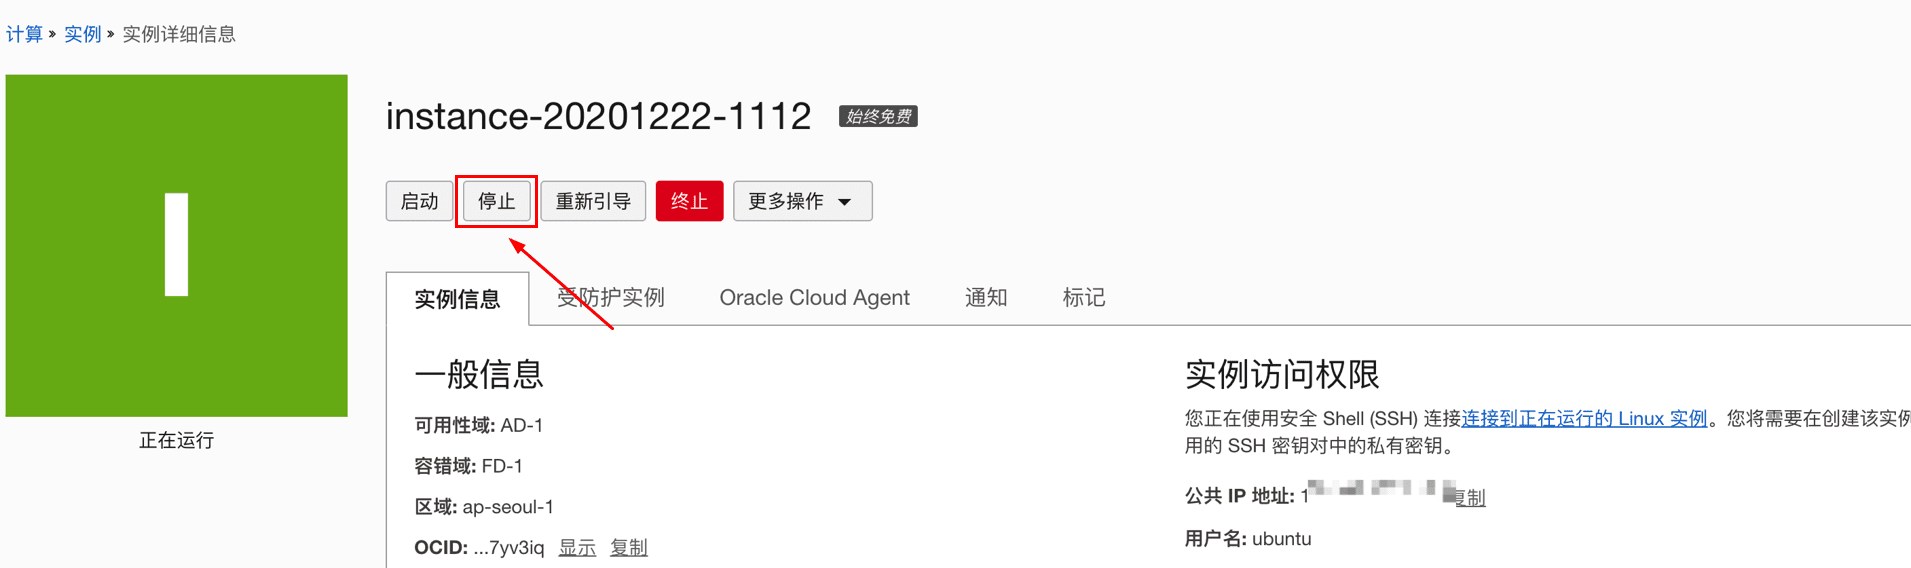 计算 » 实例 » 实例详细信息
instance-20201222-1112 始终免费
启动 停止 重新引导 终止 更多操作
正在运行
实例信息 受防护实例 Oracle Cloud Agent 通知 标记
一般信息
可用性域: AD-1
容错域: FD-1
区域: ap-seoul-1
OCID: ...7yv3iq 显示 复制
实例访问权限
您正在使用安全 Shell (SSH) 连接连接到正在运行的 Linux 实例。您将需要在创建该实例
用的 SSH 密钥对中的私有密钥。
公共 IP 地址: 1 复制
用户名: ubuntu